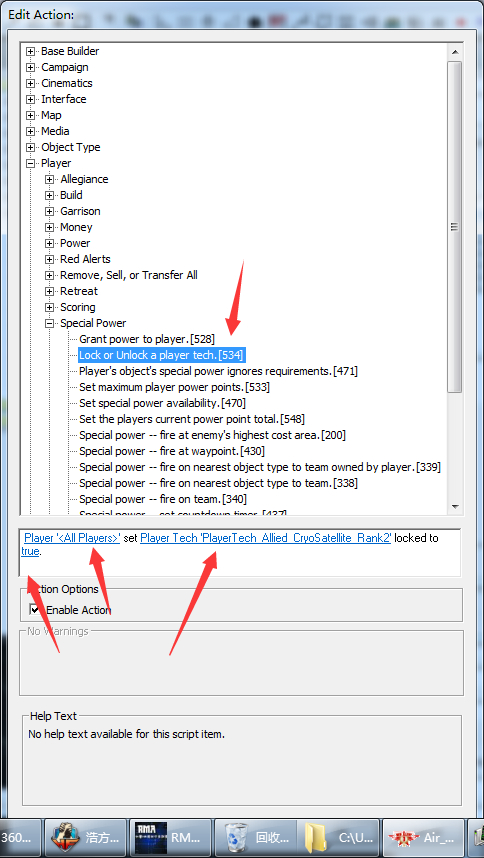 Edit Action:
Base Builder
Campaign
Cinematics
Interface
Map
Media
Object Type
Player
Allegiance
Build
Garrison
Money
Power
Red Alerts
Remove, Sell, or Transfer All
Retreat
Scoring
Special Power
Grant power to player.[528]
Lock or Unlock a player tech.[534]
Player's object's special power ignores requirements.[471]
Set maximum player power points.[533]
Set special power availability.[470]
Set the players current power point total.[548]
Special power -- fire at enemy's highest cost area.[200]
Special power -- fire at waypoint.[430]
Special power -- fire on nearest object type to team owned by player.[339]
Special power -- fire on nearest object type to team.[338]
Special power -- fire on team.[340]
Special power -- set countdown timer.[437]
Player '<All Players>' set Player Tech 'PlayerTech_Allied_CryoSatellite_Rank2' locked to
true.
Action Options
Enable Action
No Warnings
Help Text
No help text available for this script item.
360... 浩方... RMA RM... 回收... C:\U... Air_...